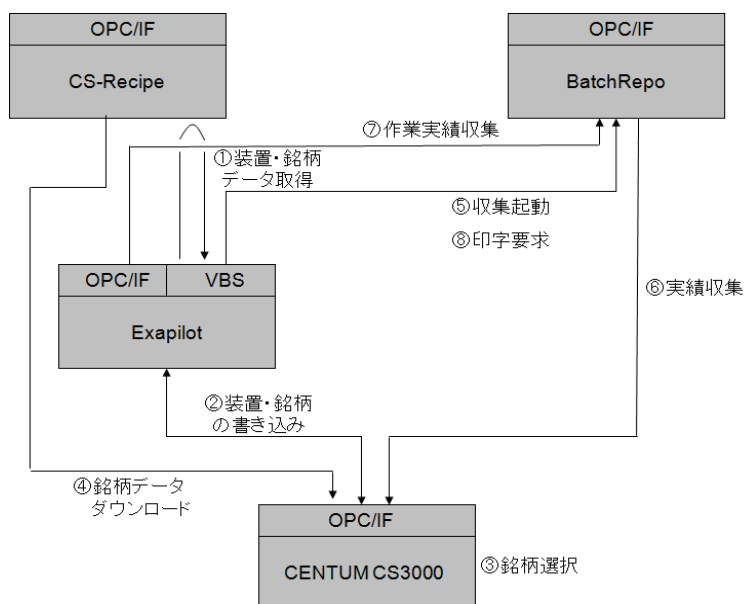 OPC/IF
CS-Recipe
OPC/IF
BatchRepo
⑦作業実績収集
①装置・銘柄
データ取得
⑤収集起動
⑧印字要求
OPC/IF
VBS
Exapilot
⑥実績収集
②装置・銘柄
の書き込み
④銘柄データ
ダウンロード
OPC/IF
CENTUM CS3000
③銘柄選択